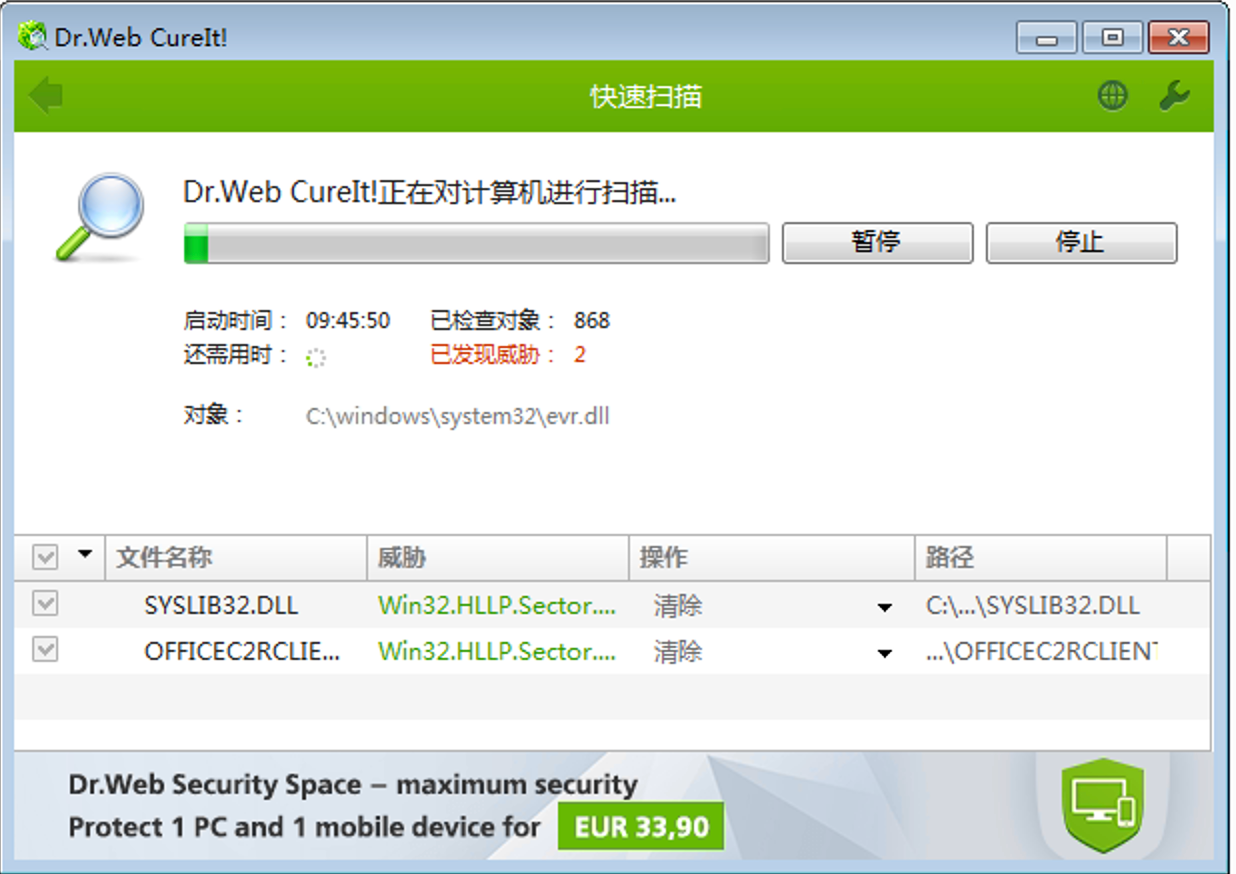 Dr.Web CureIt!
快速扫描
Dr.Web CureIt!正在对计算机进行扫描...
暂停 停止
启动时间： 09:45:50 已检查对象： 868
还需用时： 已发现威胁： 2
对象： C:\windows\system32\evr.dll
文件名称 威胁 操作 路径
SYSLIB32.DLL Win32.HLLP.Sector.... 清除 C:\...\SYSLIB32.DLL
OFFICEC2RCLIE... Win32.HLLP.Sector.... 清除 ...\OFFICEC2RCLIENT
Dr.Web Security Space – maximum security
Protect 1 PC and 1 mobile device for EUR 33,90